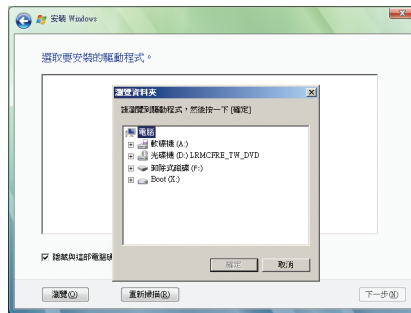 安裝 Windows
選取要安裝的驅動程式。
瀏覽資料夾
請瀏覽到驅動程式，然後按一下 [確定]
電腦
軟碟機 (A:)
光碟機 (D:) LRMCFRE_TW_DVD
卸除式磁碟 (F:)
Boot (X:)
確定
取消
隱藏與這部電腦
瀏覽(O)
重新掃描(R)
下一步(N)